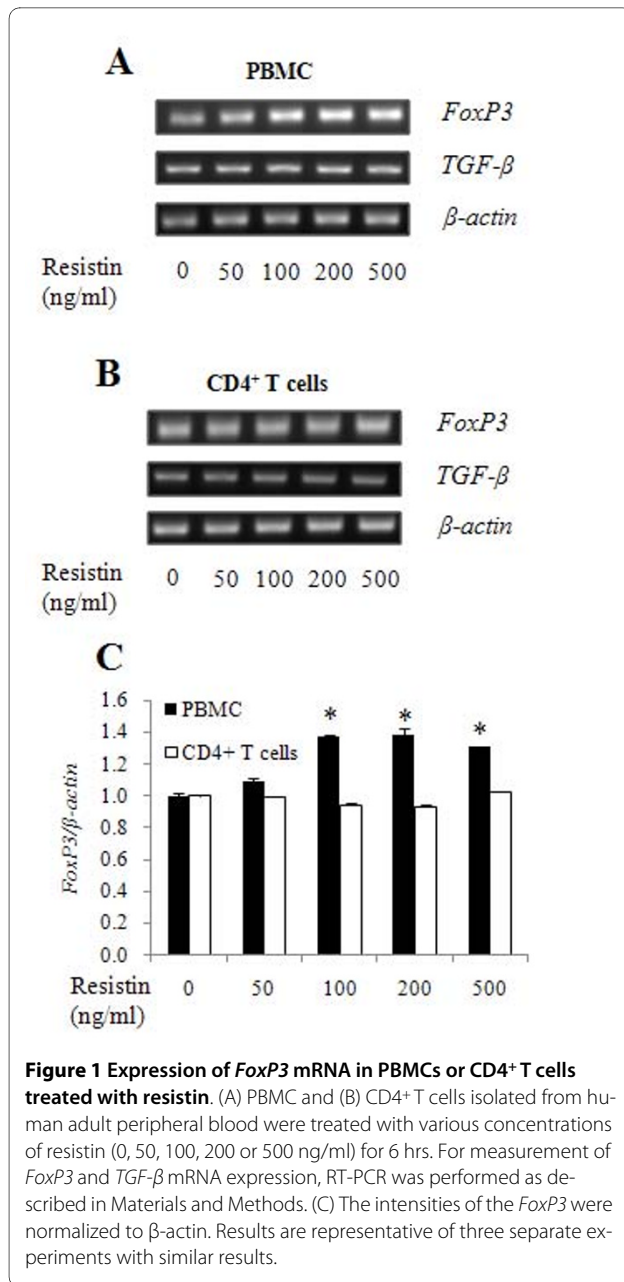 A
PBMC
FoxP3
TGF-β
β-actin
Resistin 0 50 100 200 500
(ng/ml)
B
CD4⁺ T cells
FoxP3
TGF-β
β-actin
Resistin 0 50 100 200 500
(ng/ml)
C
1.6
1.4
1.2
1.0
0.8
0.6
0.4
0.2
0.0
FoxP3/β-actin
PBMC
CD4+ T cells
* * *
Resistin 0 50 100 200 500
(ng/ml)
Figure 1 Expression of FoxP3 mRNA in PBMCs or CD4⁺ T cells
treated with resistin. (A) PBMC and (B) CD4⁺ T cells isolated from hu-
man adult peripheral blood were treated with various concentrations
of resistin (0, 50, 100, 200 or 500 ng/ml) for 6 hrs. For measurement of
FoxP3 and TGF-β mRNA expression, RT-PCR was performed as de-
scribed in Materials and Methods. (C) The intensities of the FoxP3 were
normalized to β-actin. Results are representative of three separate ex-
periments with similar results.